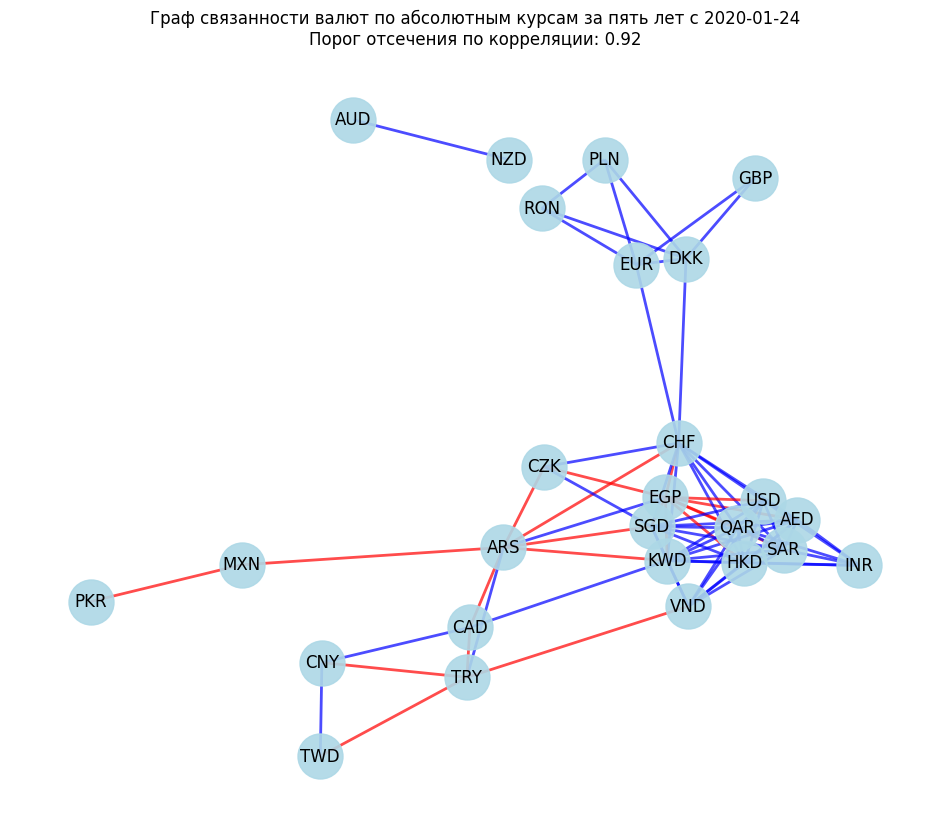 Граф связанности валют по абсолютным курсам за пять лет с 2020-01-24
Порог отсечения по корреляции: 0.92
AUD
NZD
PLN
GBP
RON
EUR
DKK
CHF
CZK
EGP
USD
SGD
QAR
AED
ARS
SAR
KWD
HKD
INR
MXN
PKR
VND
CAD
CNY
TRY
TWD